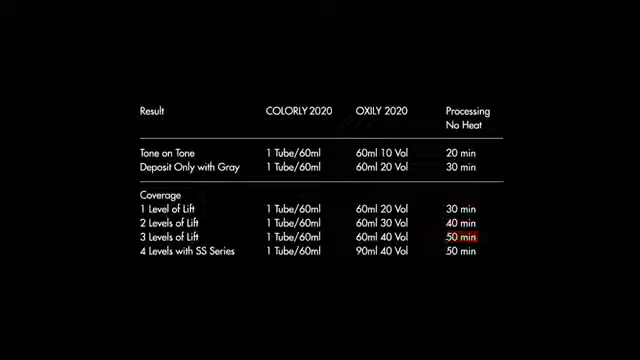 Result COLORLY 2020 OXILY 2020 Processing
No Heat
Tone on Tone 1 Tube/60ml 60ml 10 Vol 20 min
Deposit Only with Gray 1 Tube/60ml 60ml 20 Vol 30 min
Coverage
1 Level of Lift 1 Tube/60ml 60ml 20 Vol 30 min
2 Levels of Lift 1 Tube/60ml 60ml 30 Vol 40 min
3 Levels of Lift 1 Tube/60ml 60ml 40 Vol 50 min
4 Levels with SS Series 1 Tube/60ml 90ml 40 Vol 50 min